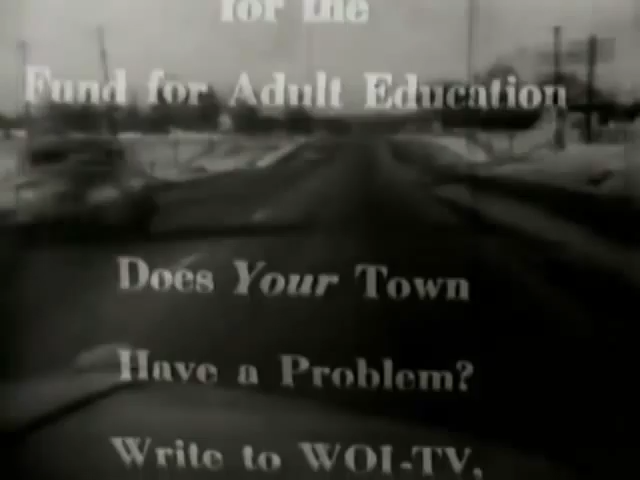 for the
Fund for Adult Education
Does Your Town
Have a Problem?
Write to WOI-TV,